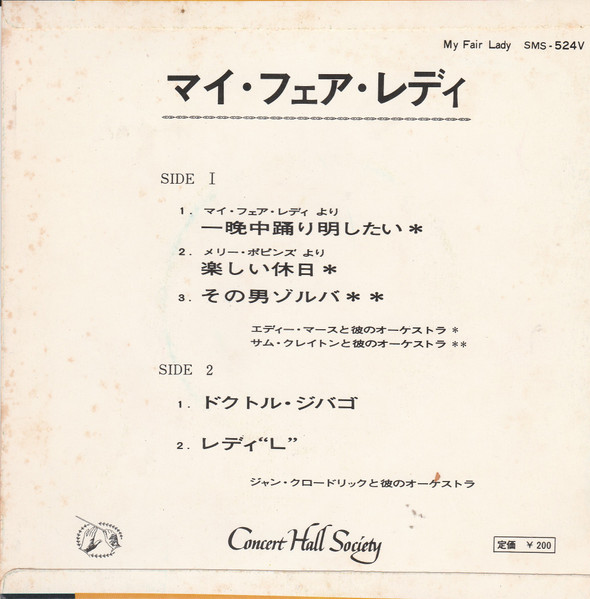 My Fair Lady SMS-524V
マイ・フェア・レディ
SIDE I
1. マイ・フェア・レディ より
一晩中踊り明したい＊
2. メリー・ポピンズ より
楽しい休日＊
3. その男ゾルバ＊＊
エディー・マースと彼のオーケストラ＊
サム・クレイトンと彼のオーケストラ＊＊
SIDE 2
1. ドクトル・ジバゴ
2. レディ“L”
ジャン・クロードリックと彼のオーケストラ
Concert Hall Society
定価 ￥200